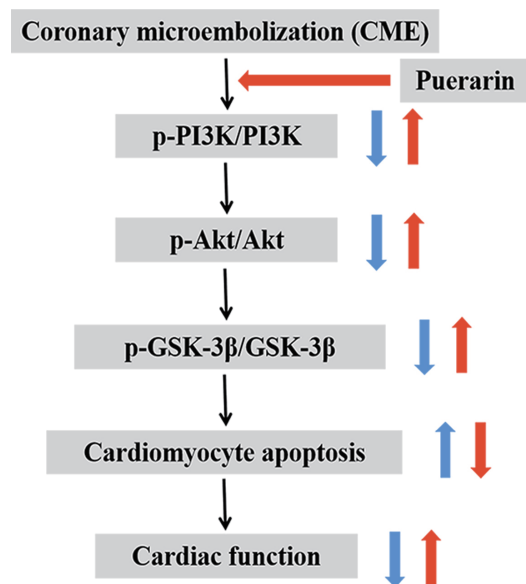 Coronary microembolization (CME)
Puerarin
p-PI3K/PI3K
p-Akt/Akt
p-GSK-3β/GSK-3β
Cardiomyocyte apoptosis
Cardiac function